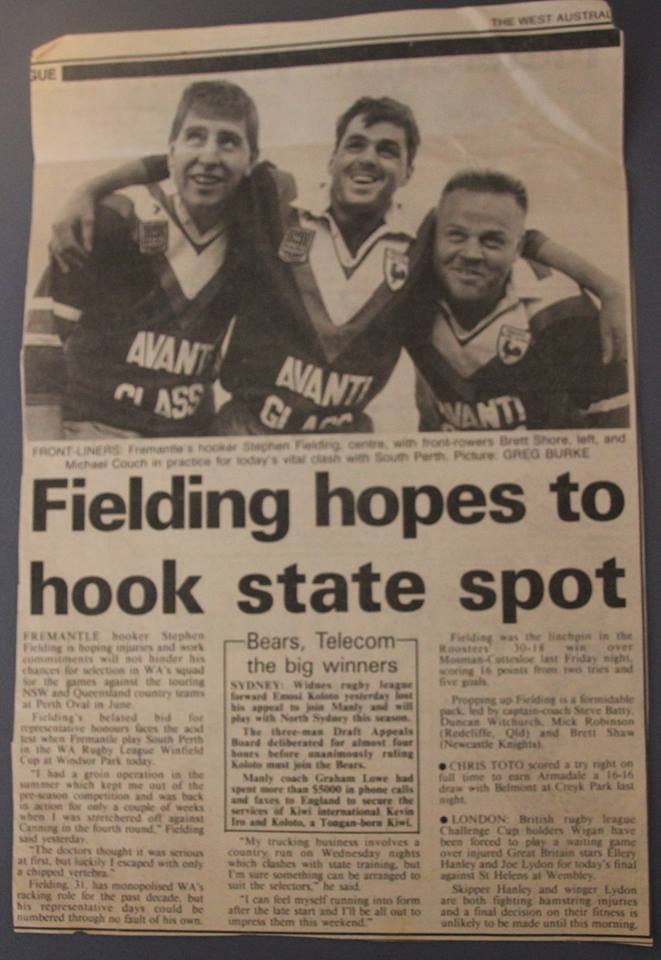 THE WEST AUSTRAL
GUE
AVANT
CLASS
AVANTI
GLASS
AVANTI
FRONT-LINERS: Fremantle's hooker Stephen Fielding, centre, with front-rowers Brett Shore, left, and
Michael Couch in practice for today's vital clash with South Perth. Picture: GREG BURKE
Fielding hopes to
hook state spot
FREMANTLE hooker Stephen
Fielding is hoping injuries and work
commitments will not hinder his
chances for selection in WA's squad
for the games against the touring
NSW and Queensland country teams
at Perth Oval in June.
Fielding's belated bid for
representative honours faces the acid
test when Fremantle play South Perth
in the WA Rugby League Winfield
Cup at Windsor Park today.
"I had a groin operation in the
summer which kept me out of the
pre-season competition and was back
in action for only a couple of weeks
when I was stretchered off against
Canning in the fourth round," Fielding
said yesterday.
"The doctors thought it was serious
at first, but luckily I escaped with only
a chipped vertebra."
Fielding, 31, has monopolised WA's
racking role for the past decade, but
his representative days could be
numbered through no fault of his own.
Bears, Telecom
the big winners
SYDNEY: Widnes rugby league
forward Emosi Koloto yesterday lost
his appeal to join Manly and will
play with North Sydney this season.
The three-man Draft Appeals
Board deliberated for almost four
hours before unanimously ruling
Koloto must join the Bears.
Manly coach Graham Lowe had
spent more than $5000 in phone calls
and faxes to England to secure the
services of Kiwi international Kevin
Iro and Koloto, a Tongan-born Kiwi.
"My trucking business involves a
country run on Wednesday nights
which clashes with state training, but
I'm sure something can be arranged to
suit the selectors," he said.
"I can feel myself running into form
after the late start and I'll be all out to
impress them this weekend."
Fielding was the linchpin in the
Roosters' 30-18 win over
Mosman-Cottesloe last Friday night,
scoring 16 points from two tries and
five goals.
Propping up Fielding is a formidable
pack, led by captain-coach Steve Batty,
Duncan Witchurch, Mick Robinson
(Redcliffe, Qld) and Brett Shaw
(Newcastle Knights).
● CHRIS TOTO scored a try right on
full time to earn Armadale a 16-16
draw with Belmont at Creyk Park last
night.
● LONDON: British rugby league
Challenge Cup holders Wigan have
been forced to play a waiting game
over injured Great Britain stars Ellery
Hanley and Joe Lydon for today's final
against St Helens at Wembley.
Skipper Hanley and winger Lydon
are both fighting hamstring injuries
and a final decision on their fitness is
unlikely to be made until this morning.